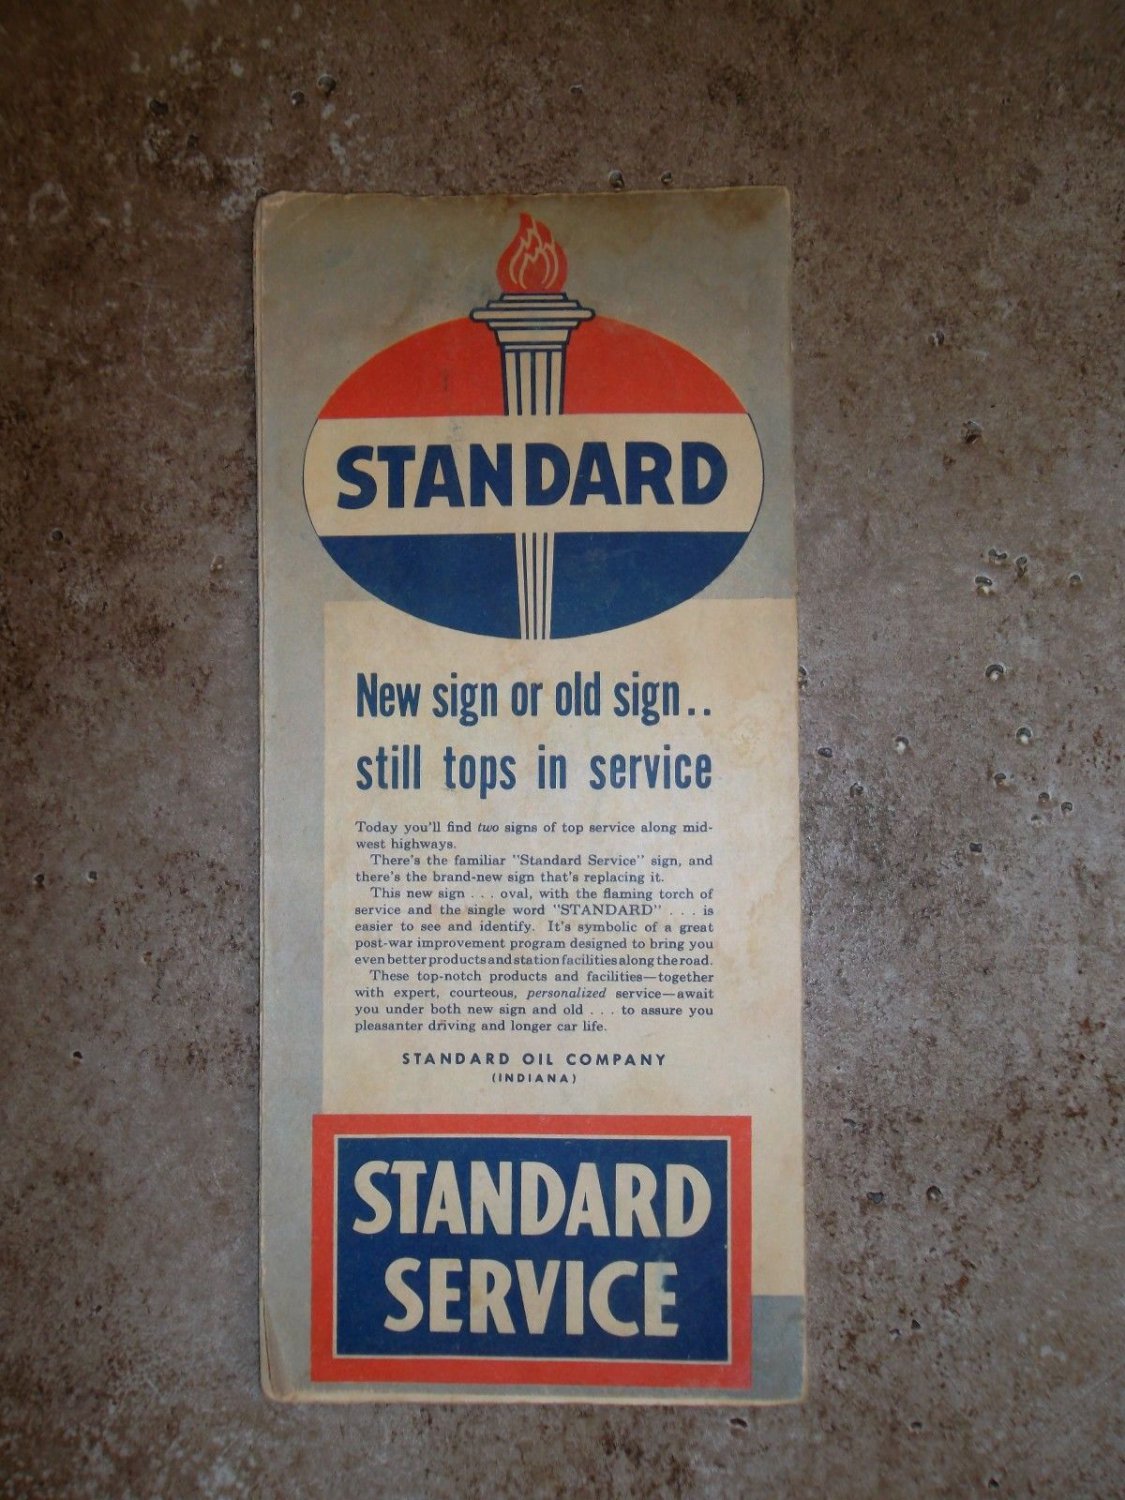 STANDARD
New sign or old sign..
still tops in service
Today you'll find two signs of top service along mid-
west highways.
There's the familiar "Standard Service" sign, and
there's the brand-new sign that's replacing it.
This new sign . . . oval, with the flaming torch of
service and the single word "STANDARD" . . . is
easier to see and identify. It's symbolic of a great
post-war improvement program designed to bring you
even better products and station facilities along the road.
These top-notch products and facilities—together
with expert, courteous, personalized service—await
you under both new sign and old . . . to assure you
pleasanter driving and longer car life.
STANDARD OIL COMPANY
(INDIANA)
STANDARD
SERVICE